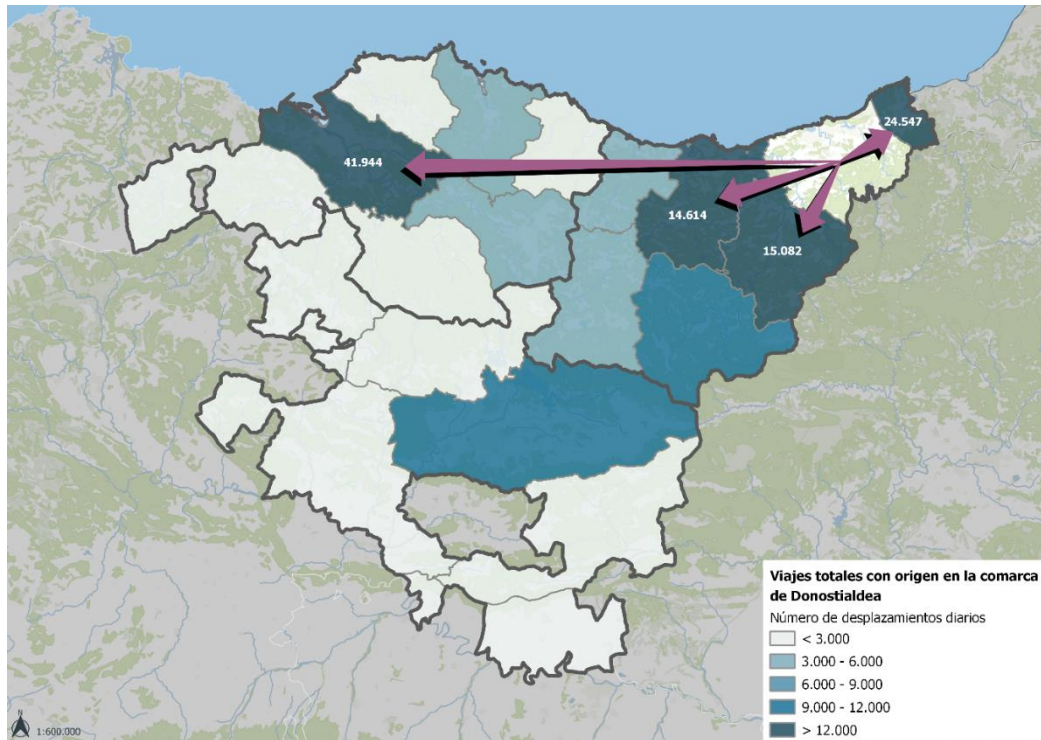 24.547
41.944
14.614
15.082
Viajes totales con origen en la comarca
de Donostialdea
Número de desplazamientos diarios
< 3.000
3.000 - 6.000
6.000 - 9.000
9.000 - 12.000
> 12.000
N
1:600.000